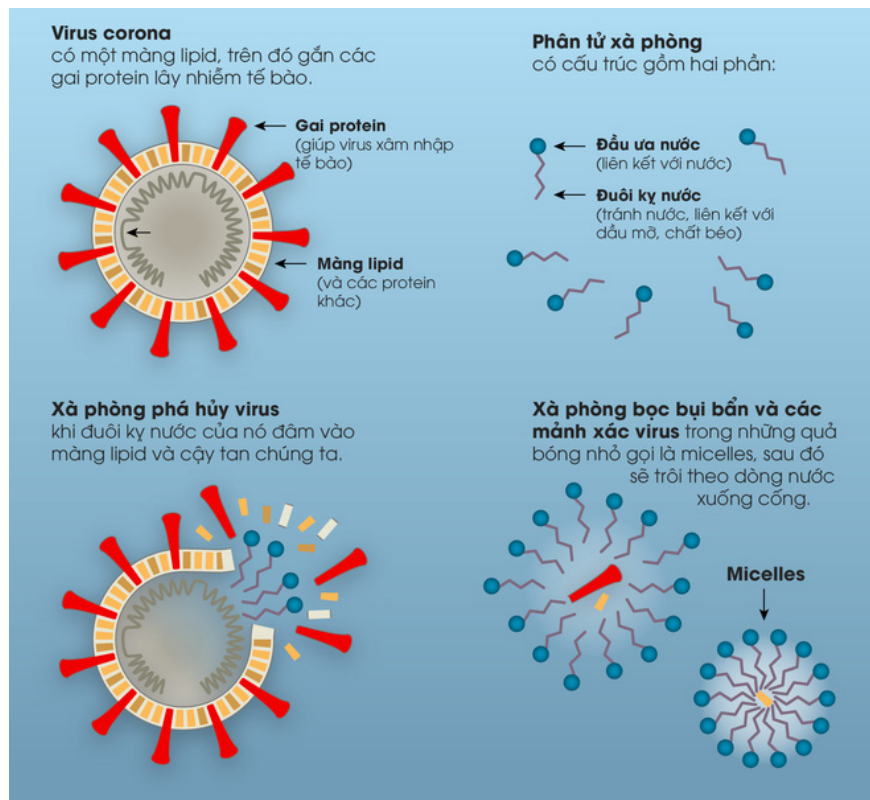 Virus corona
có một màng lipid, trên đó gắn các
gai protein lây nhiễm tế bào.
Gai protein
(giúp virus xâm nhập
tế bào)
Màng lipid
(và các protein
khác)
Phân tử xà phòng
có cấu trúc gồm hai phần:
Đầu ưa nước
(liên kết với nước)
Đuôi kỵ nước
(tránh nước, liên kết với
dầu mỡ, chất béo)
Xà phòng phá hủy virus
khi đuôi kỵ nước của nó đâm vào
màng lipid và cậy tan chúng ta.
Xà phòng bọc bụi bẩn và các
mảnh xác virus trong những quả
bóng nhỏ gọi là micelles, sau đó
sẽ trôi theo dòng nước
xuống cống.
Micelles